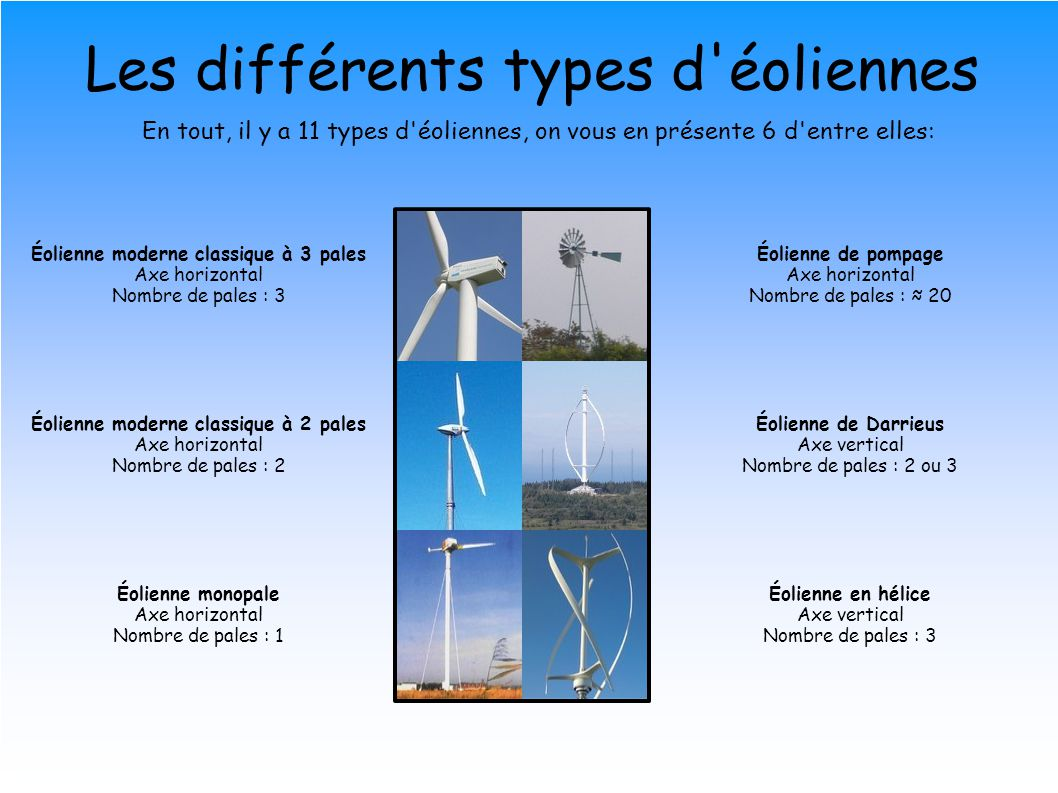 Les différents types d'éoliennes
En tout, il y a 11 types d'éoliennes, on vous en présente 6 d'entre elles:
Éolienne moderne classique à 3 pales
Axe horizontal
Nombre de pales : 3
Éolienne de pompage
Axe horizontal
Nombre de pales : ≈ 20
Éolienne moderne classique à 2 pales
Axe horizontal
Nombre de pales : 2
Éolienne de Darrieus
Axe vertical
Nombre de pales : 2 ou 3
Éolienne monopale
Axe horizontal
Nombre de pales : 1
Éolienne en hélice
Axe vertical
Nombre de pales : 3